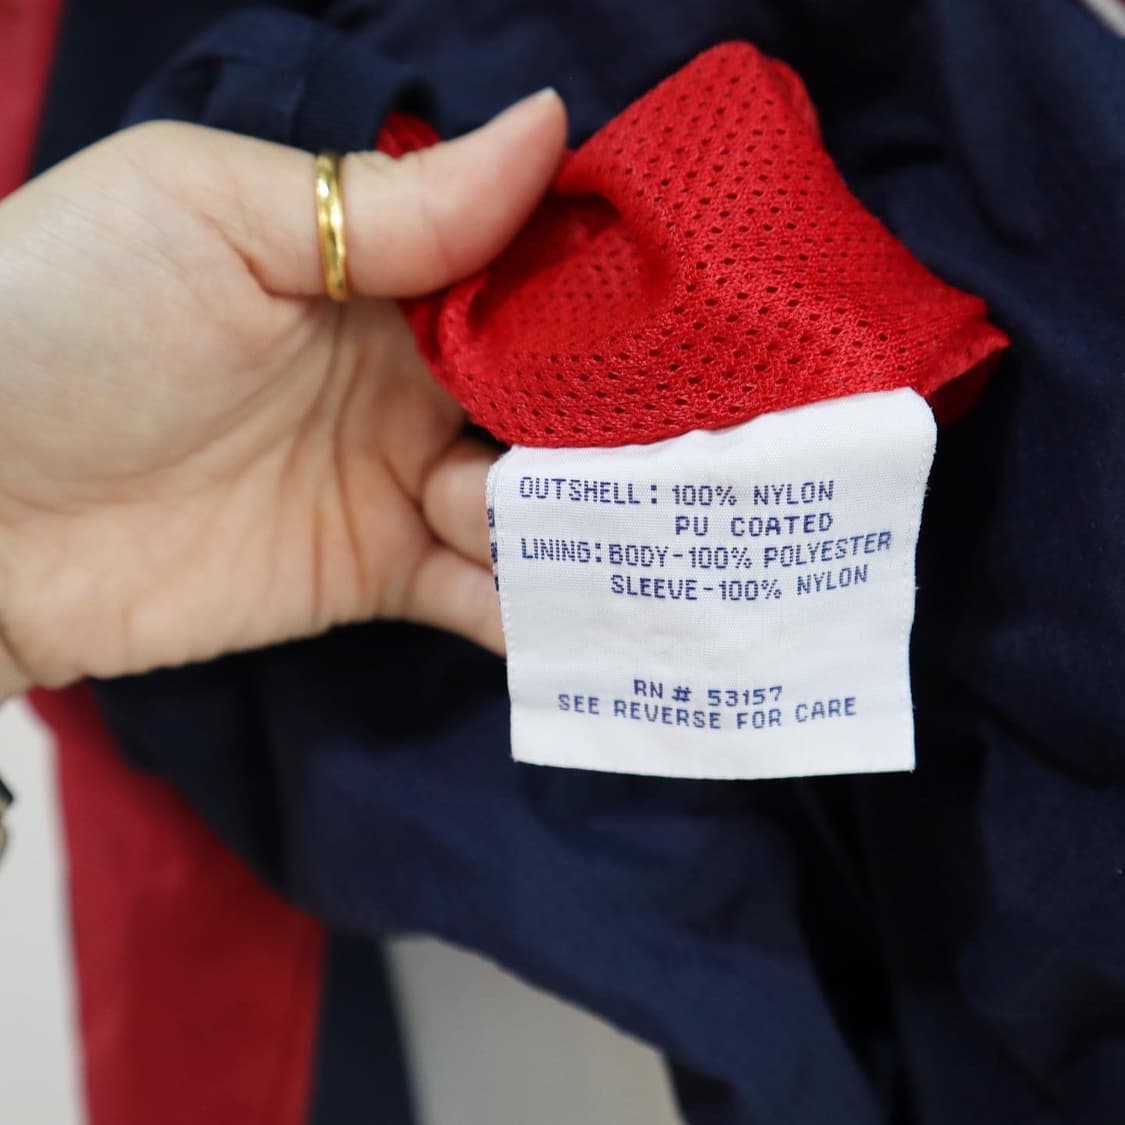 OUTSHELL: 100% NYLON
PU COATED
LINING: BODY-100% POLYESTER
SLEEVE-100% NYLON
RN # 53157
SEE REVERSE FOR CARE